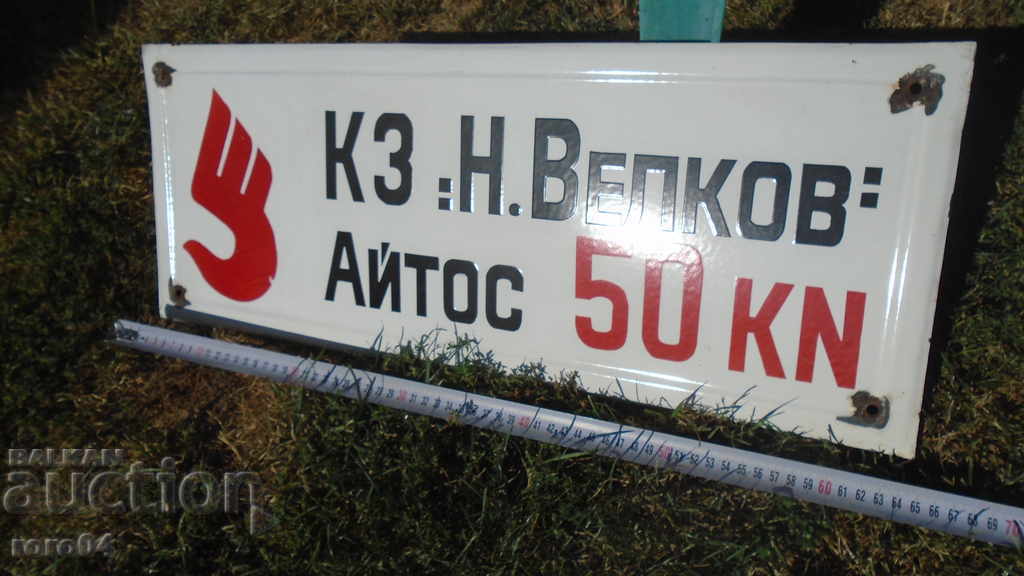 КЗ „Н. Велков“
Айтос 50 KN
BALKAN
auction
roro04